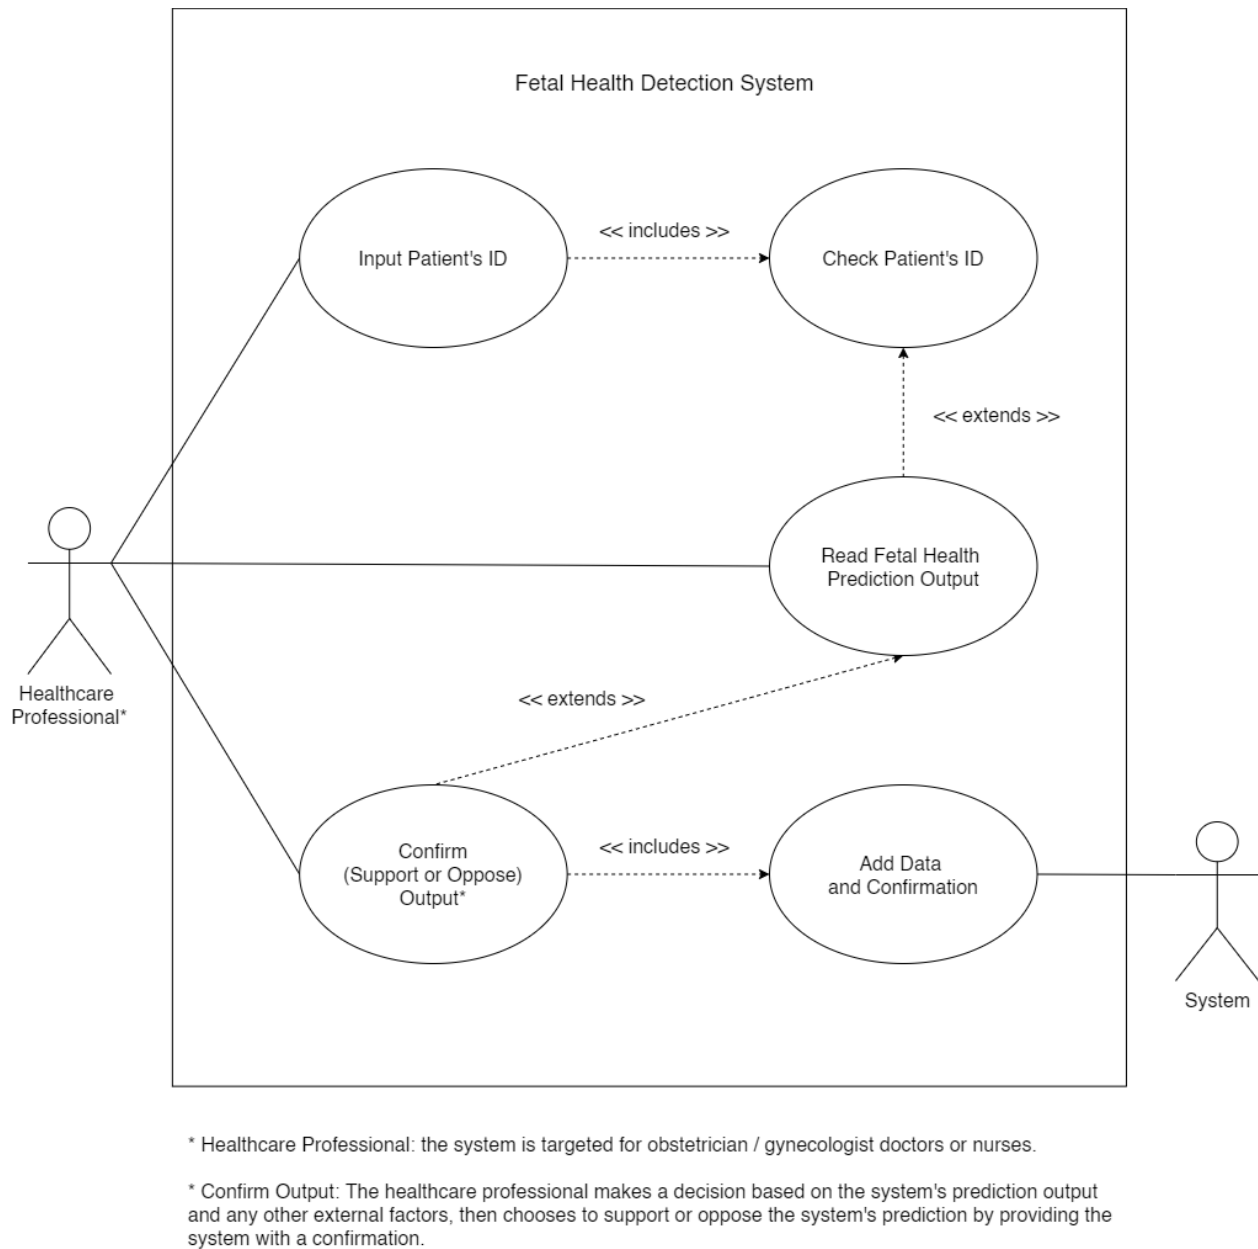 Fetal Health Detection System
Input Patient's ID
<< includes >>
Check Patient's ID
<< extends >>
Read Fetal Health
Prediction Output
Healthcare
Professional*
<< extends >>
Confirm
(Support or Oppose)
Output*
<< includes >>
Add Data
and Confirmation
System
* Healthcare Professional: the system is targeted for obstetrician / gynecologist doctors or nurses.
* Confirm Output: The healthcare professional makes a decision based on the system's prediction output
and any other external factors, then chooses to support or oppose the system's prediction by providing the
system with a confirmation.